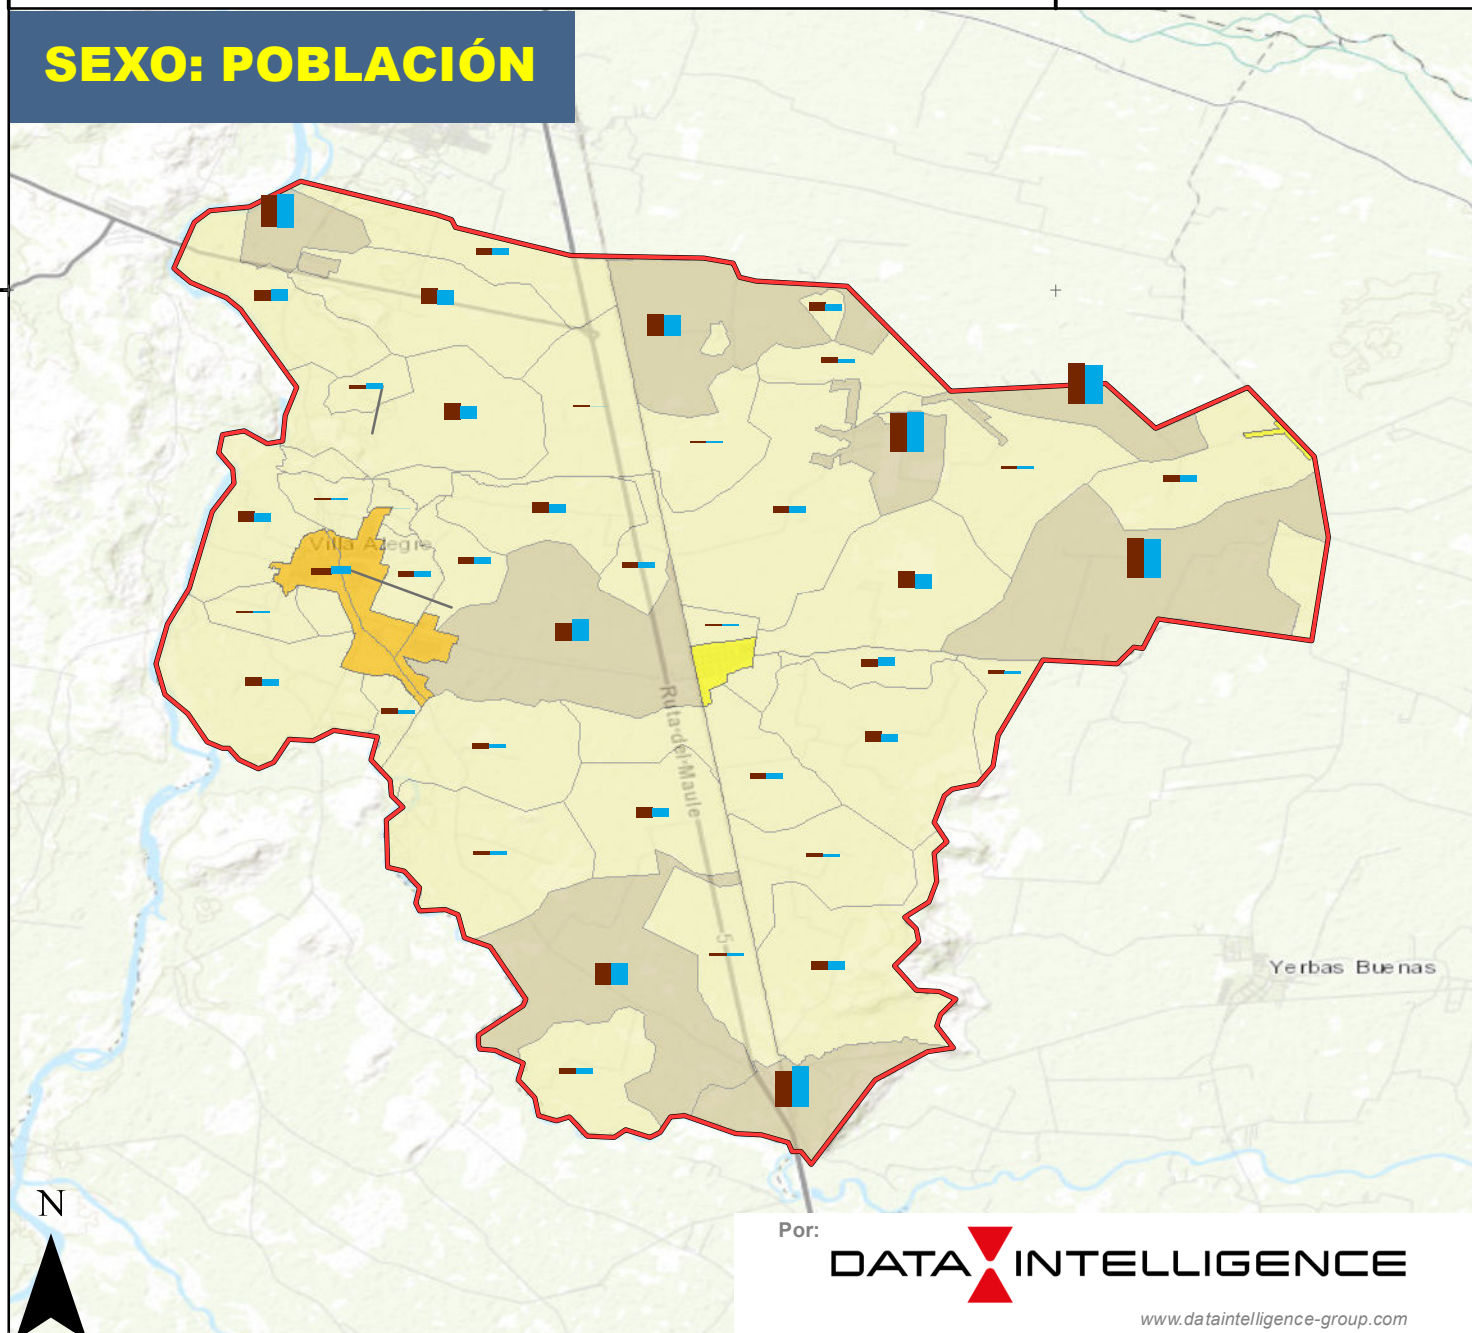 SEXO: POBLACIÓN
Villa Alegre
Ruta del Maule
5
Yerbas Buenas
N
Por:
DATA INTELLIGENCE
www.dataintelligence-group.com